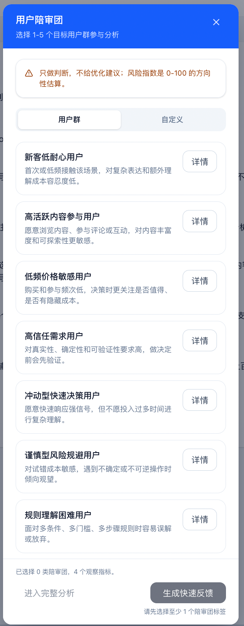 用户陪审团
选择 1-5 个目标用户群参与分析
只做判断，不给优化建议；风险指数是 0-100 的方
向性估算。
用户群
自定义
新客低耐心用户
首次或低频接触该场景，对复杂表达和额外理
解成本容忍度低。
详情
高活跃内容参与用户
愿意浏览内容、参与评论或互动，对内容丰富
度和可探索性更敏感。
详情
低频价格敏感用户
购买和参与频次低，决策时更关注是否值得、
是否有隐藏成本。
详情
高信任需求用户
对真实性、确定性和可验证性要求高，做决定
前会先验证。
详情
冲动型快速决策用户
愿意快速响应强信号，但不愿投入过多时间进
行复杂理解。
详情
谨慎型风险规避用户
对试错成本敏感，遇到不确定或不可逆操作时
倾向观望。
详情
规则理解困难用户
面对多条件、多门槛、多步骤规则时容易误解
或放弃。
详情
已选择 0 类陪审团，4 个观察指标。
进入完整分析
生成快速反馈
请先选择至少 1 个陪审团标签